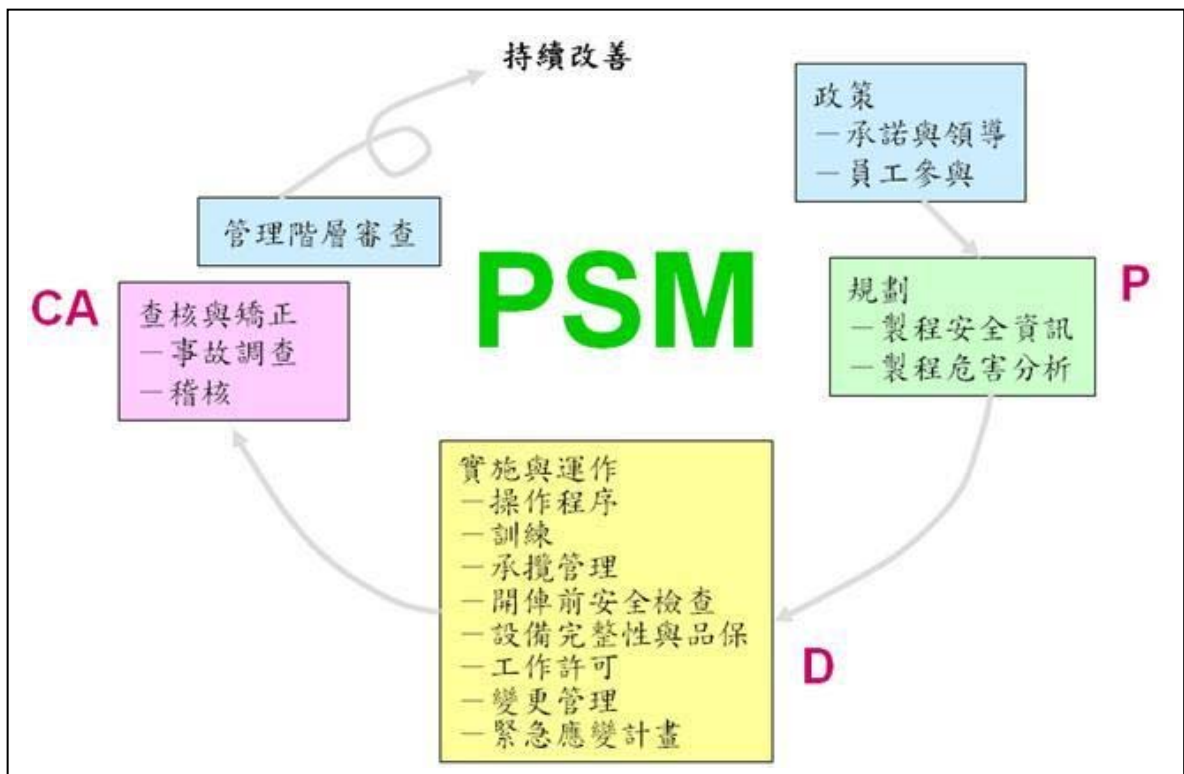 持續改善
政策
—承諾與領導
—員工參與
管理階層審查
PSM
規劃
—製程安全資訊
—製程危害分析
P
CA
查核與矯正
—事故調查
—稽核
實施與運作
—操作程序
—訓練
—承攬管理
—開俥前安全檢查
—設備完整性與品保
—工作許可
—變更管理
—緊急應變計畫
D